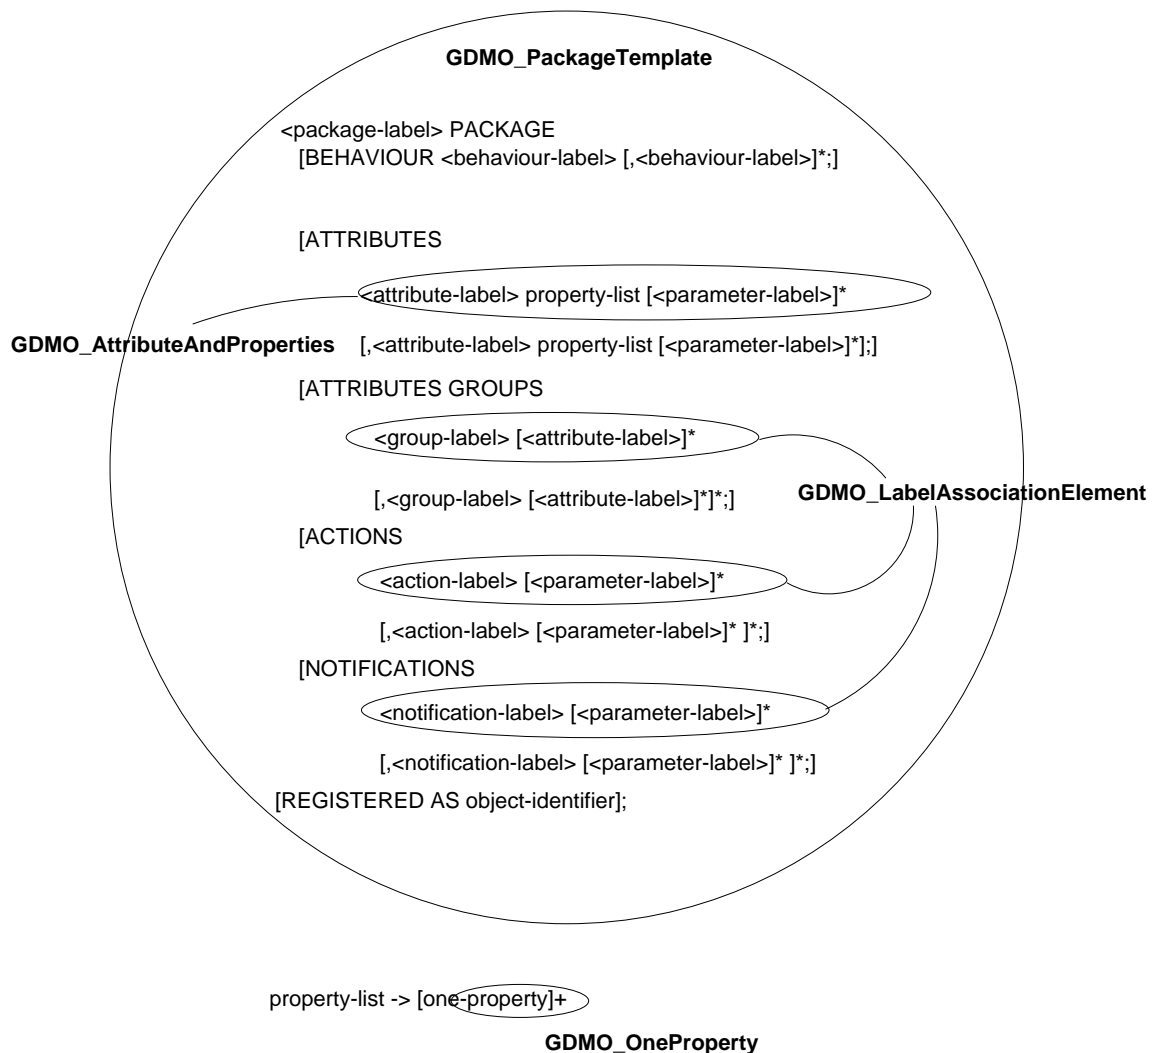 GDMO_PackageTemplate
<package-label> PACKAGE
[BEHAVIOUR <behaviour-label> [,<behaviour-label>]*;]
[ATTRIBUTES
<attribute-label> property-list [<parameter-label>]*
GDMO_AttributeAndProperties [,<attribute-label> property-list [<parameter-label>]*];]
[ATTRIBUTES GROUPS
<group-label> [<attribute-label>]*
GDMO_LabelAssociationElement
[,<group-label> [<attribute-label>]*]*;]
[ACTIONS
<action-label> [<parameter-label>]*
[,<action-label> [<parameter-label>]* ]*;]
[NOTIFICATIONS
<notification-label> [<parameter-label>]*
[,<notification-label> [<parameter-label>]* ]*;]
[REGISTERED AS object-identifier];
property-list -> [one-property]+
GDMO_OneProperty